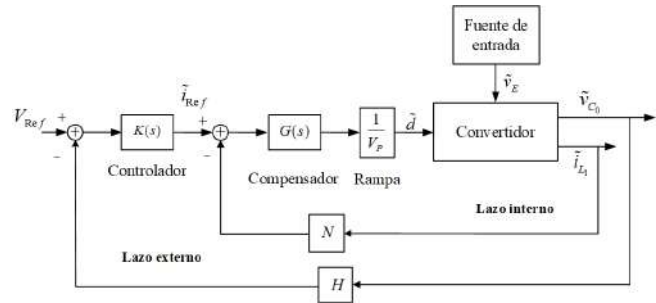 Fuente de
entrada
ṽ_E
V_Ref
+
−
K(s)
Controlador
ĩ_Ref
+
−
G(s)
Compensador
1
V_P
Rampa
d̃
Convertidor
ṽ_C0
ĩ_L1
Lazo interno
N
Lazo externo
H